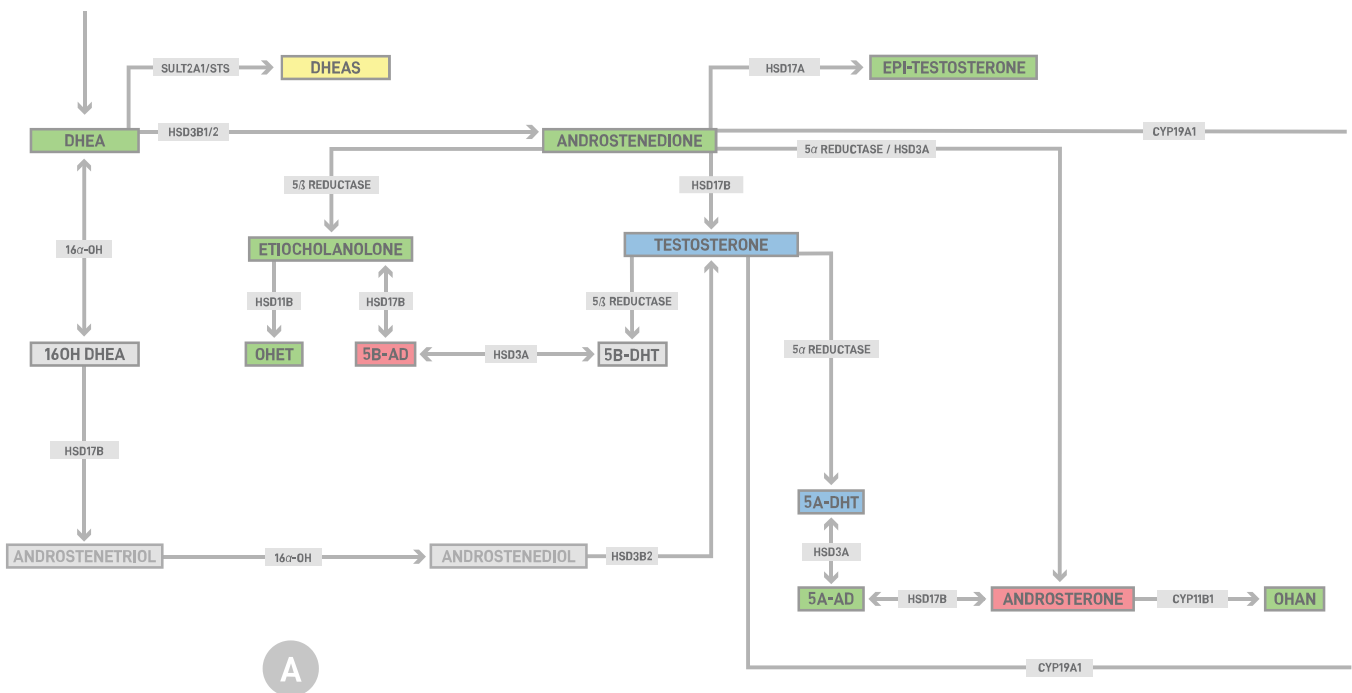 SULT2A1/STS
DHEAS
HSD17A
EPI-TESTOSTERONE
DHEA
HSD3B1/2
ANDROSTENEDIONE
CYP19A1
5α REDUCTASE / HSD3A
5ß REDUCTASE
HSD17B
16α-OH
ETIOCHOLANOLONE
TESTOSTERONE
HSD11B
HSD17B
5ß REDUCTASE
16OH DHEA
OHET
5B-AD
HSD3A
5B-DHT
5α REDUCTASE
HSD17B
5A-DHT
ANDROSTENETRIOL
16α-OH
ANDROSTENEDIOL
HSD3B2
HSD3A
5A-AD
HSD17B
ANDROSTERONE
CYP11B1
OHAN
A
CYP19A1